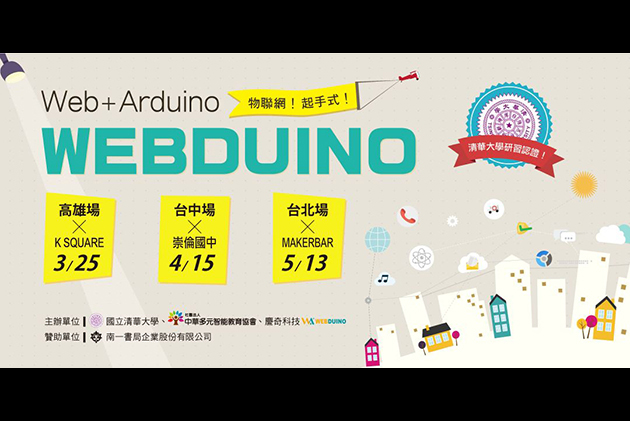 Web+Arduino
物聯網！起手式！
WEBDUINO
清華大學研習認證！
高雄場
×
K SQUARE
3/25
台中場
×
崇倫國中
4/15
台北場
×
MAKERBAR
5/13
主辦單位 國立清華大學、社團法人中華多元智能教育協會、慶奇科技 WEBDUINO
贊助單位 南一書局企業股份有限公司